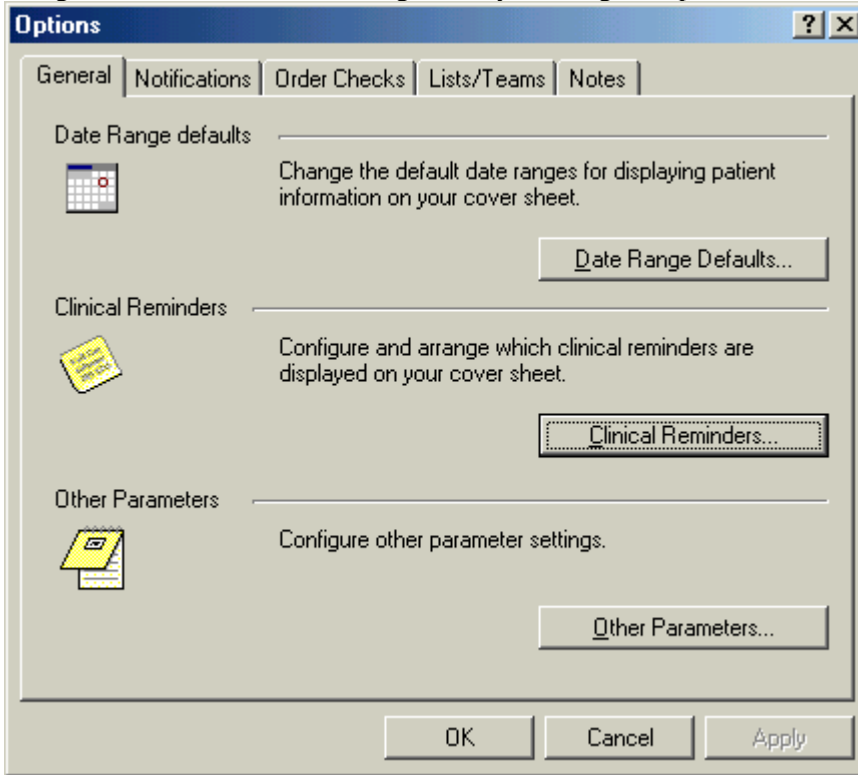 Options
General Notifications Order Checks Lists/Teams Notes
Date Range defaults
Change the default date ranges for displaying patient
information on your cover sheet.
Date Range Defaults...
Clinical Reminders
Configure and arrange which clinical reminders are
displayed on your cover sheet.
Clinical Reminders...
Other Parameters
Configure other parameter settings.
Other Parameters...
OK Cancel Apply